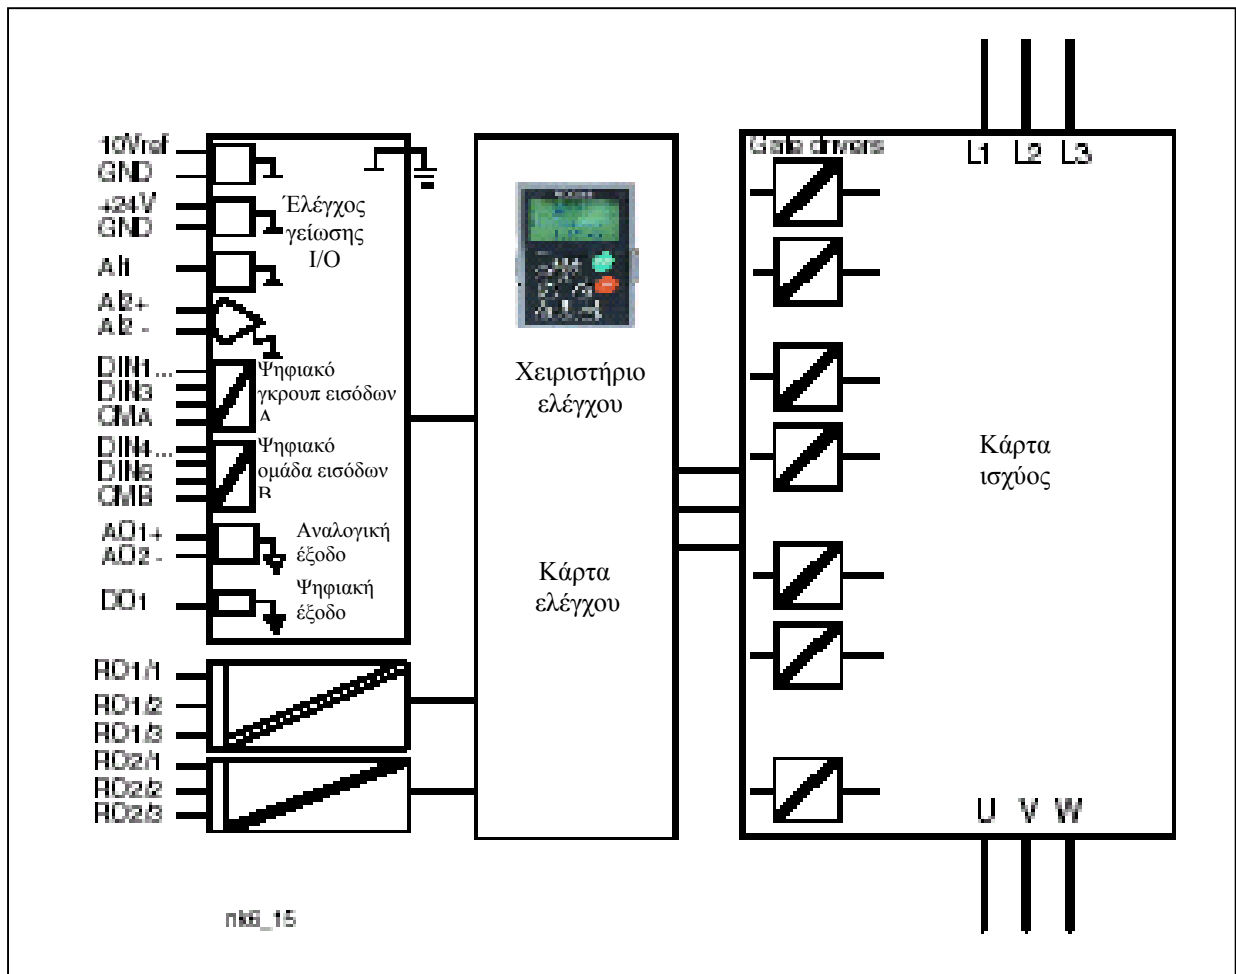 10Vref
GND
+24V
GND
AI1
AI2+
AI2 -
DIN1...
DIN3
CMA
DIN4...
DIN6
CMB
AO1+
AO2 -
DO1
RO1/1
RO1/2
RO1/3
RO2/1
RO2/2
RO2/3
Έλέγχος
γείωσης
I/O
Ψηφιακό
γκρουπ εισόδων
A
Ψηφιακό
ομάδα εισόδων
B
Αναλογική
έξοδο
Ψηφιακή
έξοδο
Χειριστήριο
ελέγχου
Κάρτα
ελέγχου
Gate drivers
L1 L2 L3
Κάρτα
ισχύος
U V W
nk6_15